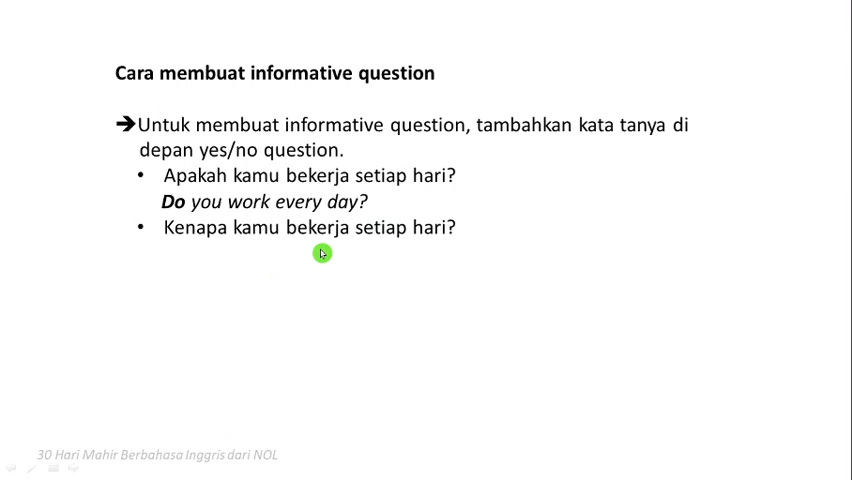 Cara membuat informative question
➔Untuk membuat informative question, tambahkan kata tanya di
depan yes/no question.
• Apakah kamu bekerja setiap hari?
Do you work every day?
• Kenapa kamu bekerja setiap hari?
30 Hari Mahir Berbahasa Inggris dari NOL